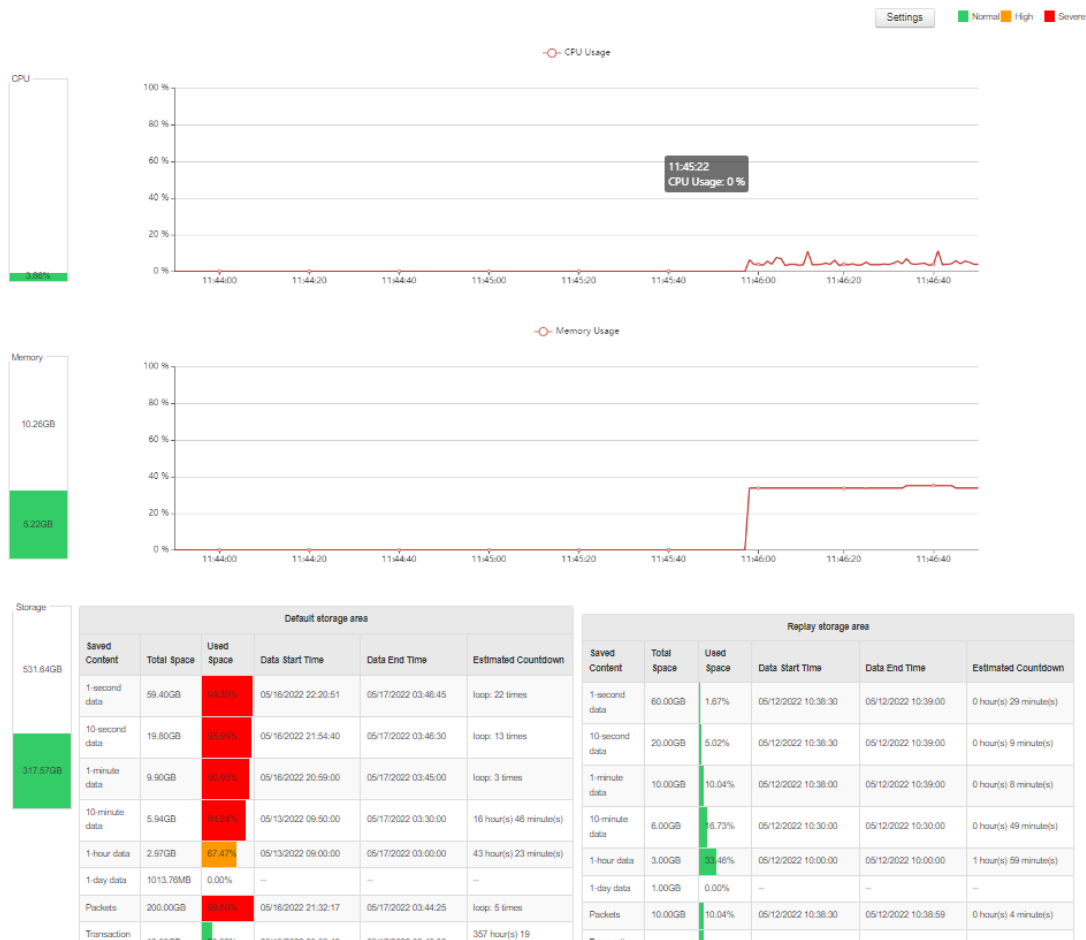 Settings
Normal High Severe
CPU Usage
CPU
100 %
80 %
60 %
40 %
20 %
0 %
11:45:22
CPU Usage: 0 %
3.86%
11:44:00 11:44:20 11:44:40 11:45:00 11:45:20 11:45:40 11:46:00 11:46:20 11:46:40
Memory Usage
Memory
10.26GB
5.22GB
100 %
80 %
60 %
40 %
20 %
0 %
11:44:00 11:44:20 11:44:40 11:45:00 11:45:20 11:45:40 11:46:00 11:46:20 11:46:40
Storage
531.64GB
317.57GB
Default storage area
Saved Content Total Space Used Space Data Start Time Data End Time Estimated Countdown
1-second data 59.40GB 05/16/2022 22:20:51 05/17/2022 03:46:45 loop: 22 times
10-second data 19.80GB 05/16/2022 21:54:40 05/17/2022 03:46:30 loop: 13 times
1-minute data 9.90GB 05/16/2022 20:59:00 05/17/2022 03:45:00 loop: 3 times
10-minute data 5.94GB 05/13/2022 09:50:00 05/17/2022 03:30:00 16 hour(s) 46 minute(s)
1-hour data 2.97GB 67.47% 05/13/2022 09:00:00 05/17/2022 03:00:00 43 hour(s) 23 minute(s)
1-day data 1013.76MB 0.00% -- -- --
Packets 200.00GB 05/16/2022 21:32:17 05/17/2022 03:44:25 loop: 5 times
Transaction 357 hour(s) 19
Replay storage area
Saved Content Total Space Used Space Data Start Time Data End Time Estimated Countdown
1-second data 60.00GB 1.67% 05/12/2022 10:38:30 05/12/2022 10:39:00 0 hour(s) 29 minute(s)
10-second data 20.00GB 5.02% 05/12/2022 10:38:30 05/12/2022 10:39:00 0 hour(s) 9 minute(s)
1-minute data 10.00GB 10.04% 05/12/2022 10:38:00 05/12/2022 10:39:00 0 hour(s) 8 minute(s)
10-minute data 6.00GB 16.73% 05/12/2022 10:30:00 05/12/2022 10:30:00 0 hour(s) 49 minute(s)
1-hour data 3.00GB 33.46% 05/12/2022 10:00:00 05/12/2022 10:00:00 1 hour(s) 59 minute(s)
1-day data 1.00GB 0.00% -- -- --
Packets 10.00GB 10.04% 05/12/2022 10:38:30 05/12/2022 10:38:59 0 hour(s) 4 minute(s)